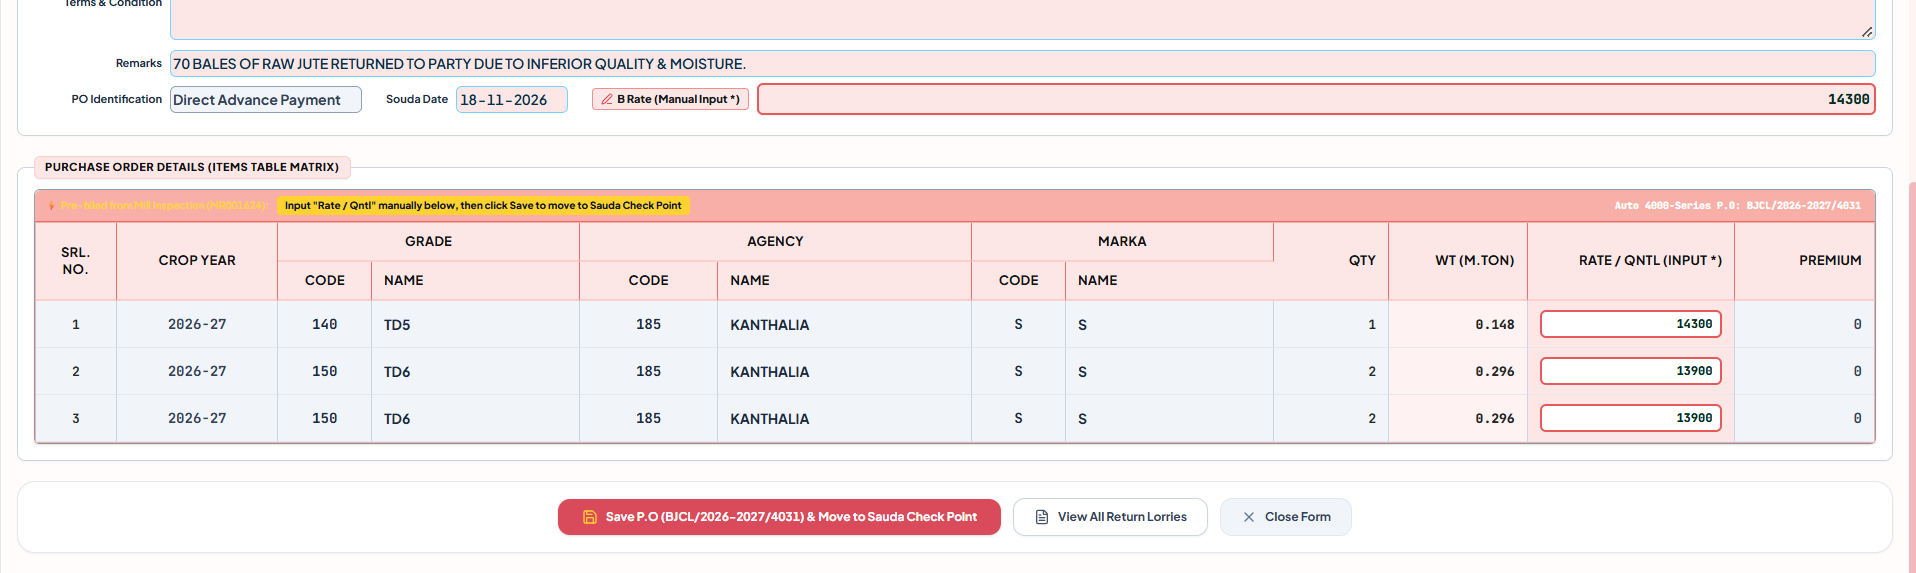 Terms & Condition
Remarks 70 BALES OF RAW JUTE RETURNED TO PARTY DUE TO INFERIOR QUALITY & MOISTURE.
PO Identification Direct Advance Payment Souda Date 18-11-2026 B Rate (Manual Input *) 14300
PURCHASE ORDER DETAILS (ITEMS TABLE MATRIX)
Pre-filled from Mill Inspection (MR001626): Input "Rate / Qntl" manually below, then click Save to move to Sauda Check Point Auto 4000-Series P.O: BJCL/2026-2027/4031
SRL. NO. CROP YEAR GRADE AGENCY MARKA QTY WT (M.TON) RATE / QNTL (INPUT *) PREMIUM
CODE NAME CODE NAME CODE NAME
1 2026-27 140 TD5 185 KANTHALIA S S 1 0.148 14300 0
2 2026-27 150 TD6 185 KANTHALIA S S 2 0.296 13900 0
3 2026-27 150 TD6 185 KANTHALIA S S 2 0.296 13900 0
Save P.O (BJCL/2026-2027/4031) & Move to Sauda Check Point View All Return Lorries Close Form